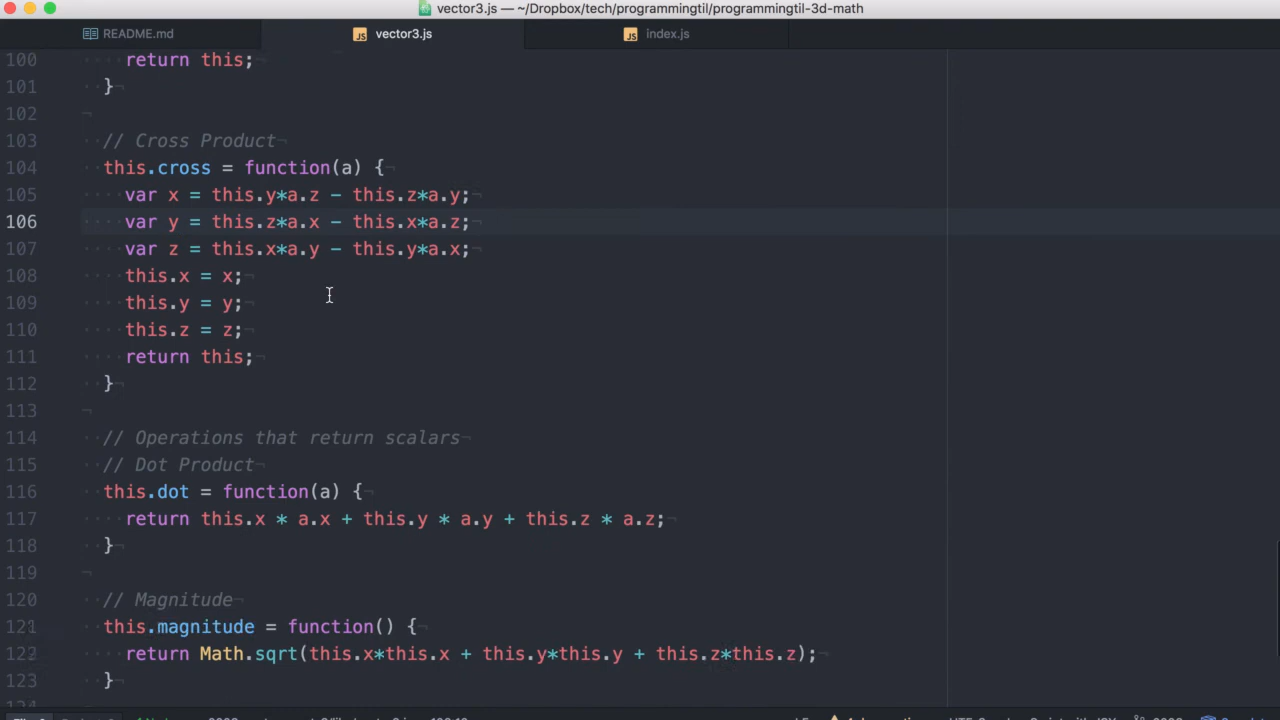 vector3.js — ~/Dropbox/tech/programmingtil/programmingtil-3d-math
README.md vector3.js index.js
100 return this;
101 }
102
103 // Cross Product
104 this.cross = function(a) {
105 var x = this.y*a.z - this.z*a.y;
106 var y = this.z*a.x - this.x*a.z;
107 var z = this.x*a.y - this.y*a.x;
108 this.x = x;
109 this.y = y;
110 this.z = z;
111 return this;
112 }
113
114 // Operations that return scalars
115 // Dot Product
116 this.dot = function(a) {
117 return this.x * a.x + this.y * a.y + this.z * a.z;
118 }
119
120 // Magnitude
121 this.magnitude = function() {
122 return Math.sqrt(this.x*this.x + this.y*this.y + this.z*this.z);
123 }